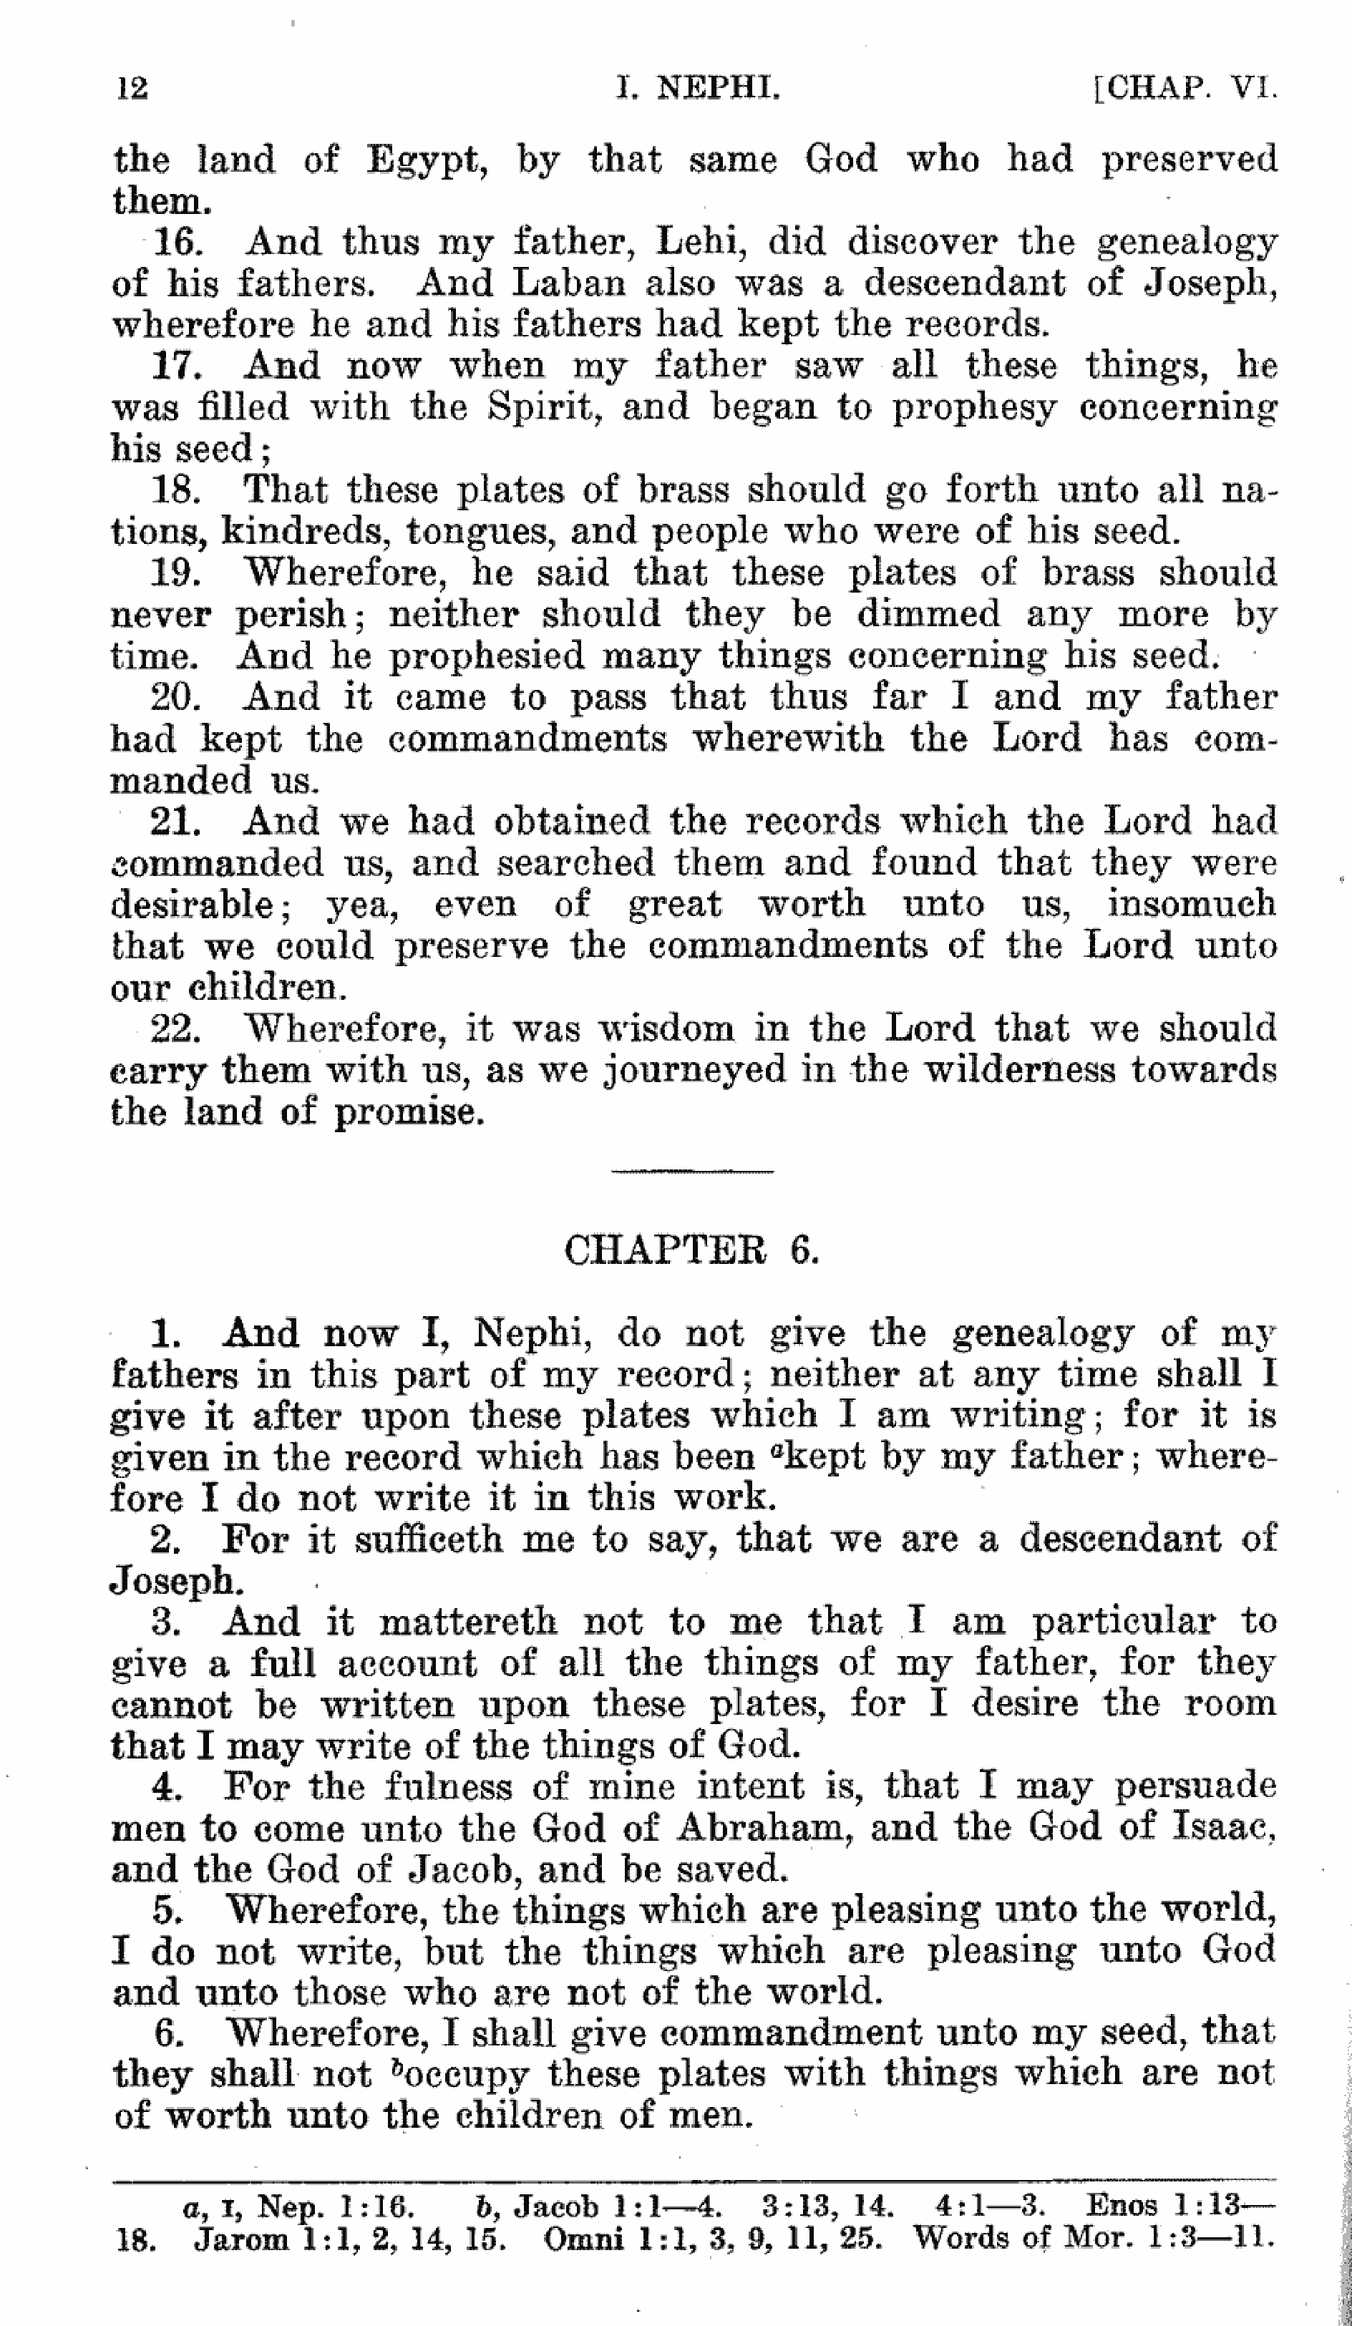 12 I. NEPHI. [CHAP. VI.
the land of Egypt, by that same God who had preserved
them.
16. And thus my father, Lehi, did discover the genealogy
of his fathers. And Laban also was a descendant of Joseph,
wherefore he and his fathers had kept the records.
17. And now when my father saw all these things, he
was filled with the Spirit, and began to prophesy concerning
his seed;
18. That these plates of brass should go forth unto all na-
tions, kindreds, tongues, and people who were of his seed.
19. Wherefore, he said that these plates of brass should
never perish; neither should they be dimmed any more by
time. And he prophesied many things concerning his seed.
20. And it came to pass that thus far I and my father
had kept the commandments wherewith the Lord has com-
manded us.
21. And we had obtained the records which the Lord had
commanded us, and searched them and found that they were
desirable; yea, even of great worth unto us, insomuch
that we could preserve the commandments of the Lord unto
our children.
22. Wherefore, it was wisdom in the Lord that we should
carry them with us, as we journeyed in the wilderness towards
the land of promise.
CHAPTER 6.
1. And now I, Nephi, do not give the genealogy of my
fathers in this part of my record; neither at any time shall I
give it after upon these plates which I am writing; for it is
given in the record which has been akept by my father; where-
fore I do not write it in this work.
2. For it sufficeth me to say, that we are a descendant of
Joseph.
3. And it mattereth not to me that I am particular to
give a full account of all the things of my father, for they
cannot be written upon these plates, for I desire the room
that I may write of the things of God.
4. For the fulness of mine intent is, that I may persuade
men to come unto the God of Abraham, and the God of Isaac,
and the God of Jacob, and be saved.
5. Wherefore, the things which are pleasing unto the world,
I do not write, but the things which are pleasing unto God
and unto those who are not of the world.
6. Wherefore, I shall give commandment unto my seed, that
they shall not boccupy these plates with things which are not
of worth unto the children of men.
a, I, Nep. 1:16. b, Jacob 1:1—4. 3:13, 14. 4:1—3. Enos 1:13—
18. Jarom 1:1, 2, 14, 15. Omni 1:1, 3, 9, 11, 25. Words of Mor. 1:3—11.